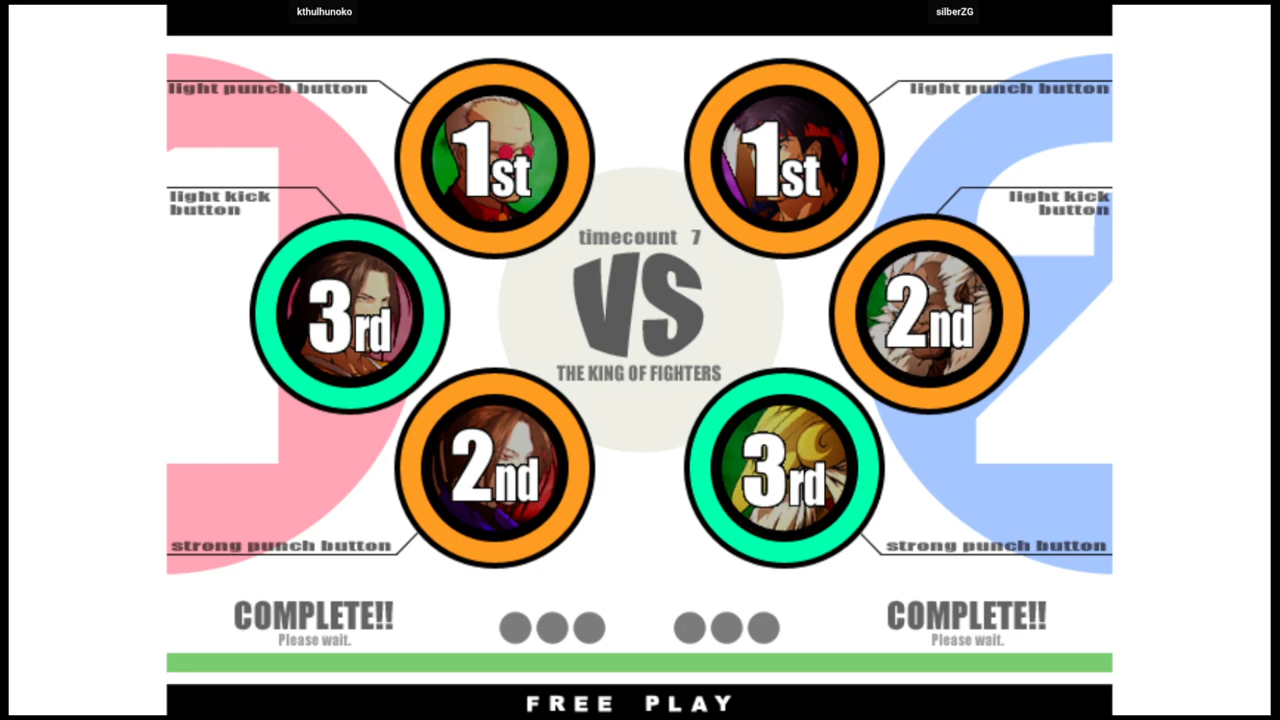 kthulhunoko
silberZG
light punch button
light punch button
1st
1st
light kick
button
light kick
button
timecount 7
VS
THE KING OF FIGHTERS
3rd
2nd
2nd
3rd
strong punch button
strong punch button
COMPLETE!!
Please wait.
COMPLETE!!
Please wait.
FREE PLAY